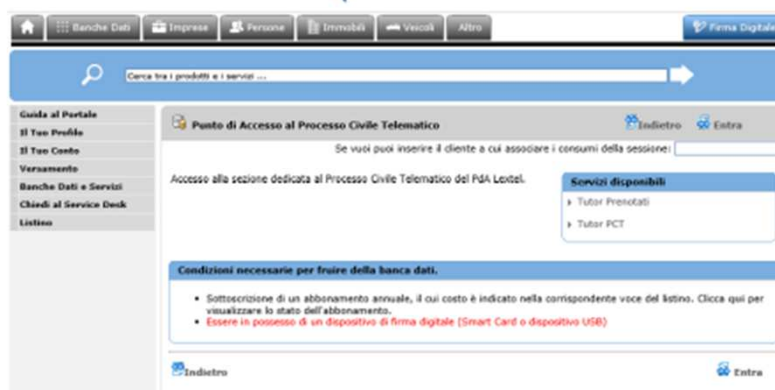 Banche Dati Imprese Persone Immobili Veicoli Altro Firma Digitale
Cerca tra i prodotti e i servizi ...
Guida al Portale
Il Tuo Profilo
Il Tuo Conto
Versamento
Banche Dati e Servizi
Chiedi al Service Desk
Listino
Punto di Accesso al Processo Civile Telematico Indietro Entra
Se vuoi puoi inserire il cliente a cui associare i consumi della sessione:
Accesso alla sezione dedicata al Processo Civile Telematico del PdA Lextel.
Servizi disponibili
Tutor Prenotati
Tutor PCT
Condizioni necessarie per fruire della banca dati.
Sottoscrizione di un abbonamento annuale, il cui costo è indicato nella corrispondente voce del listino. Clicca qui per
visualizzare lo stato dell'abbonamento.
Essere in possesso di un dispositivo di firma digitale (Smart Card o dispositivo USB)
Indietro Entra